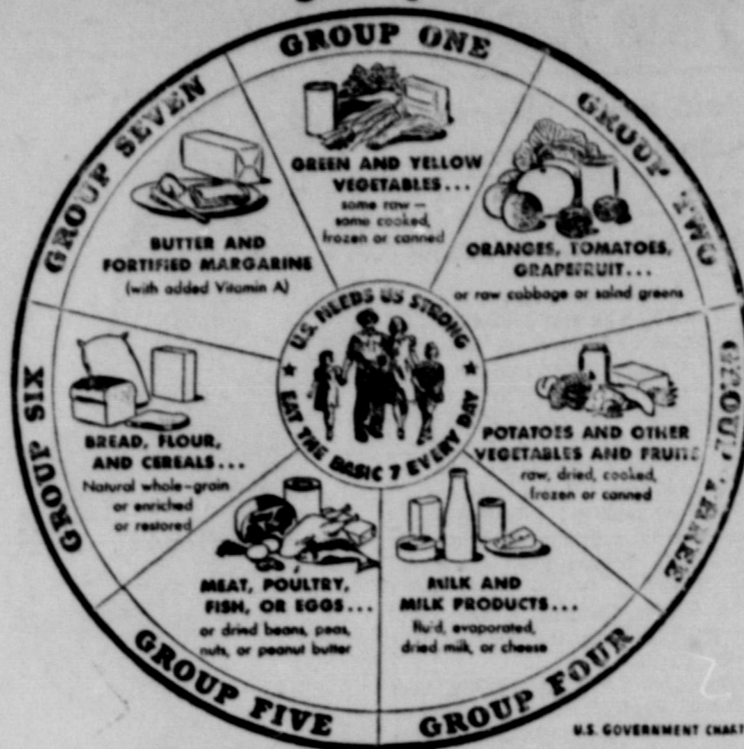 GROUP ONE
GREEN AND YELLOW
VEGETABLES...
some raw —
some cooked,
frozen or canned
GROUP TWO
ORANGES, TOMATOES,
GRAPEFRUIT...
or raw cabbage or salad greens
GROUP THREE
POTATOES AND OTHER
VEGETABLES AND FRUITS
raw, dried, cooked,
frozen or canned
GROUP FOUR
MILK AND
MILK PRODUCTS...
fluid, evaporated,
dried milk, or cheese
GROUP FIVE
MEAT, POULTRY,
FISH, OR EGGS...
or dried beans, peas,
nuts, or peanut butter
GROUP SIX
BREAD, FLOUR,
AND CEREALS...
Natural whole-grain
or enriched
or restored
GROUP SEVEN
BUTTER AND
FORTIFIED MARGARINE
(with added Vitamin A)
U.S. NEEDS US STRONG
EAT THE BASIC 7 EVERY DAY
U.S. GOVERNMENT CHART